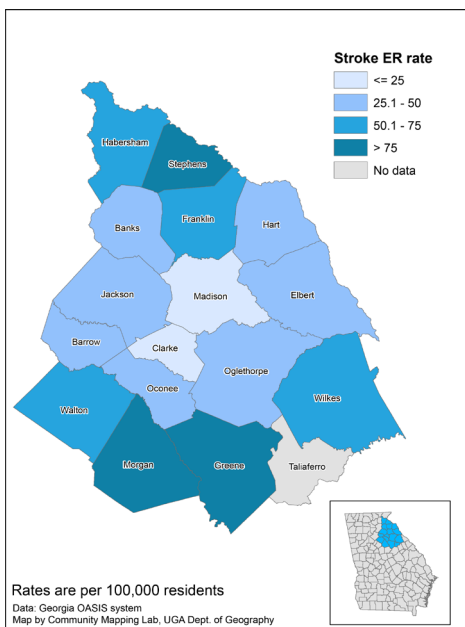 Stroke ER rate
<= 25
25.1 - 50
50.1 - 75
> 75
No data
Habersham
Stephens
Banks
Franklin
Hart
Jackson
Madison
Elbert
Barrow
Clarke
Oconee
Oglethorpe
Walton
Wilkes
Morgan
Greene
Taliaferro
Rates are per 100,000 residents
Data: Georgia OASIS system
Map by Community Mapping Lab, UGA Dept. of Geography